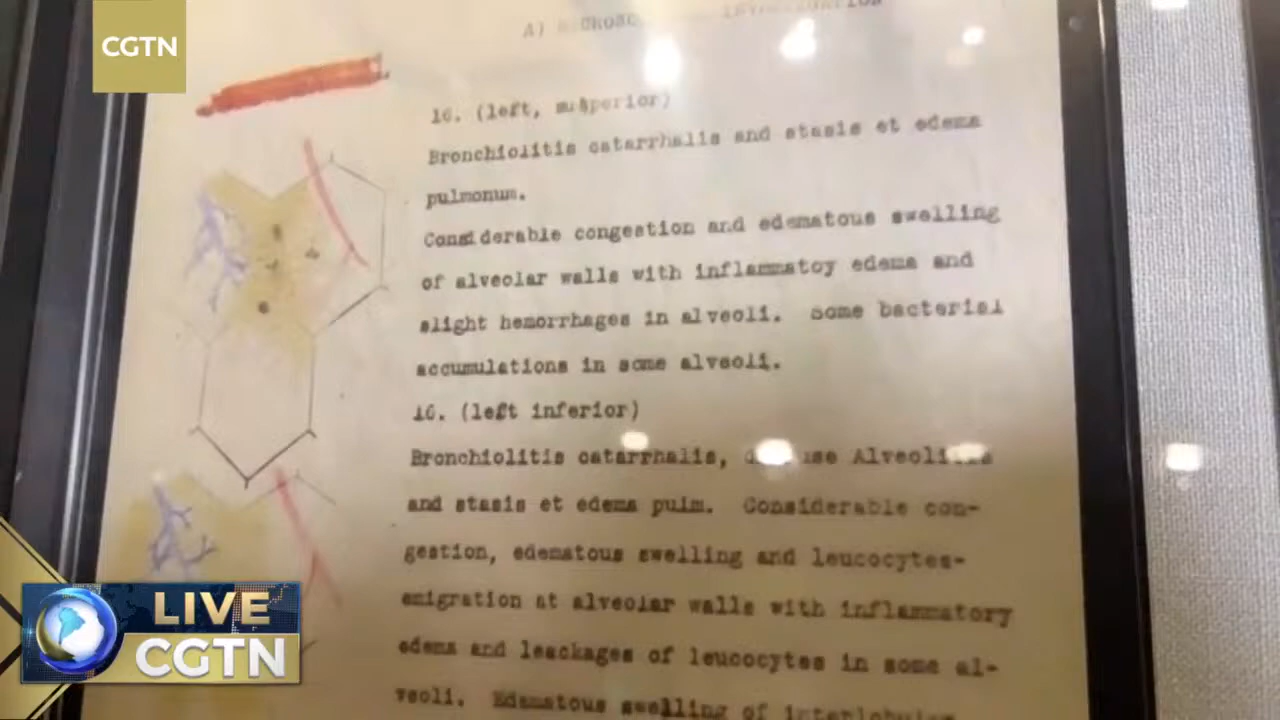 CGTN
A)
16. (left, superior)
Bronchiolitis catarrhalis and stasis et edema
pulmonum.
Considerable congestion and edematous swelling
of alveolar walls with inflammatoy edema and
slight hemorrhages in alveoli. Some bacterial
accumulations in some alveoli.
16. (left inferior)
Bronchiolitis catarrhalis,
and stasis et edema pulm. Considerable con-
gestion, edematous swelling and leucocytes-
emigration at alveolar walls with inflammatory
edema and leackages of leucocytes in some al-
veoli. Edematous swelling of interlobular
LIVE
CGTN